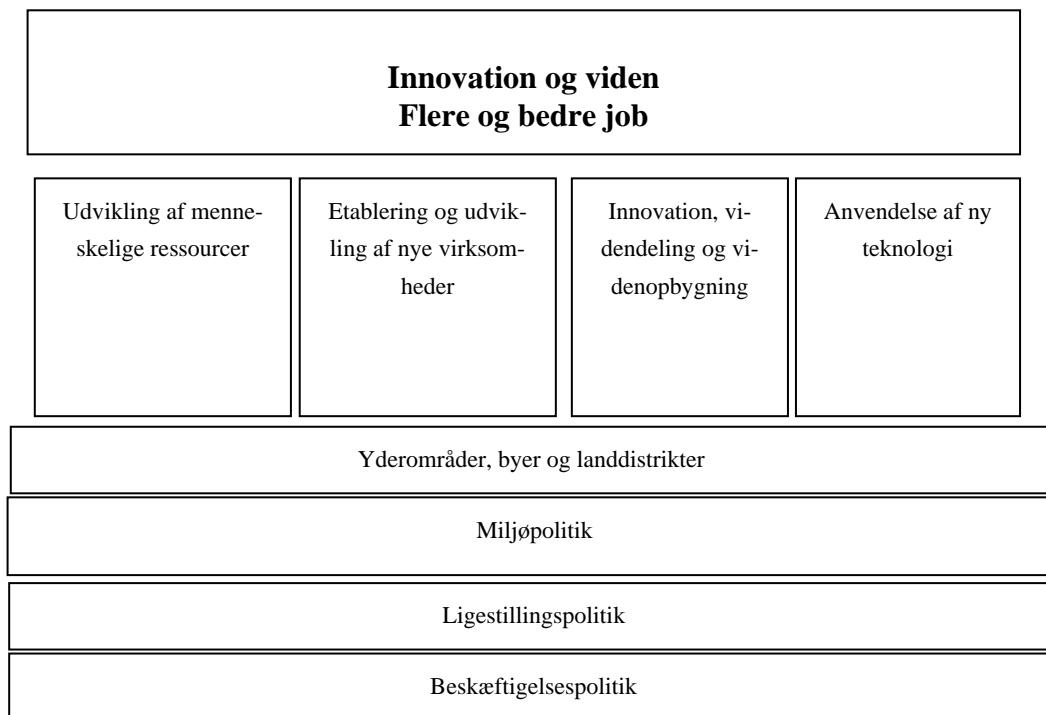 Innovation og viden
Flere og bedre job
Udvikling af menne-
skelige ressourcer
Etablering og udvik-
ling af nye virksom-
heder
Innovation, vi-
dendeling og vi-
denopbygning
Anvendelse af ny
teknologi
Yderområder, byer og landdistrikter
Miljøpolitik
Ligestillingspolitik
Beskæftigelsespolitik